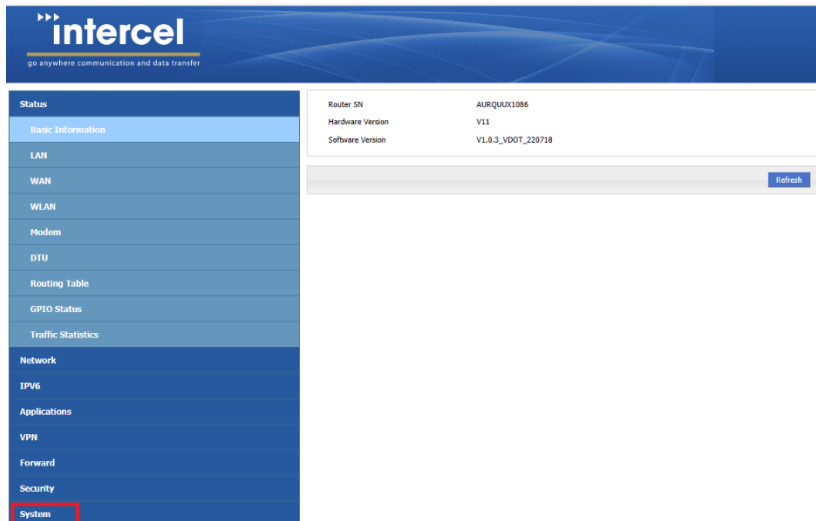 intercel
go anywhere communication and data transfer
Status
Basic Information
LAN
WAN
WLAN
Modem
DTU
Routing Table
GPIO Status
Traffic Statistics
Network
IPV6
Applications
VPN
Forward
Security
System
Router SN AURQUUX1086
Hardware Version V11
Software Version V1.0.3_VDOT_220718
Refresh